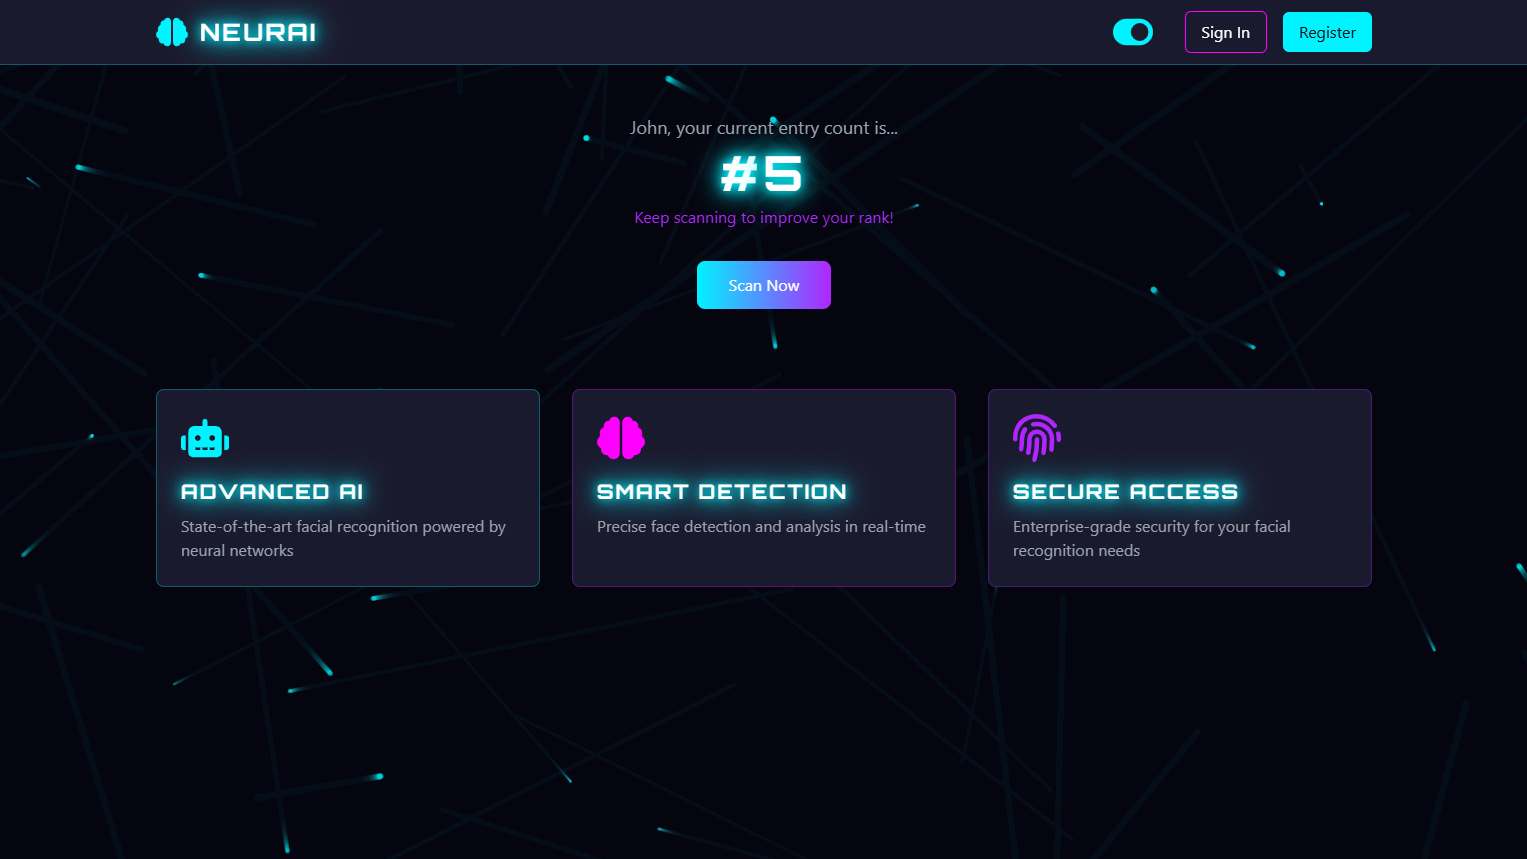 NEURAI
Sign In
Register
John, your current entry count is...
#5
Keep scanning to improve your rank!
Scan Now
ADVANCED AI
State-of-the-art facial recognition powered by
neural networks
SMART DETECTION
Precise face detection and analysis in real-time
SECURE ACCESS
Enterprise-grade security for your facial
recognition needs